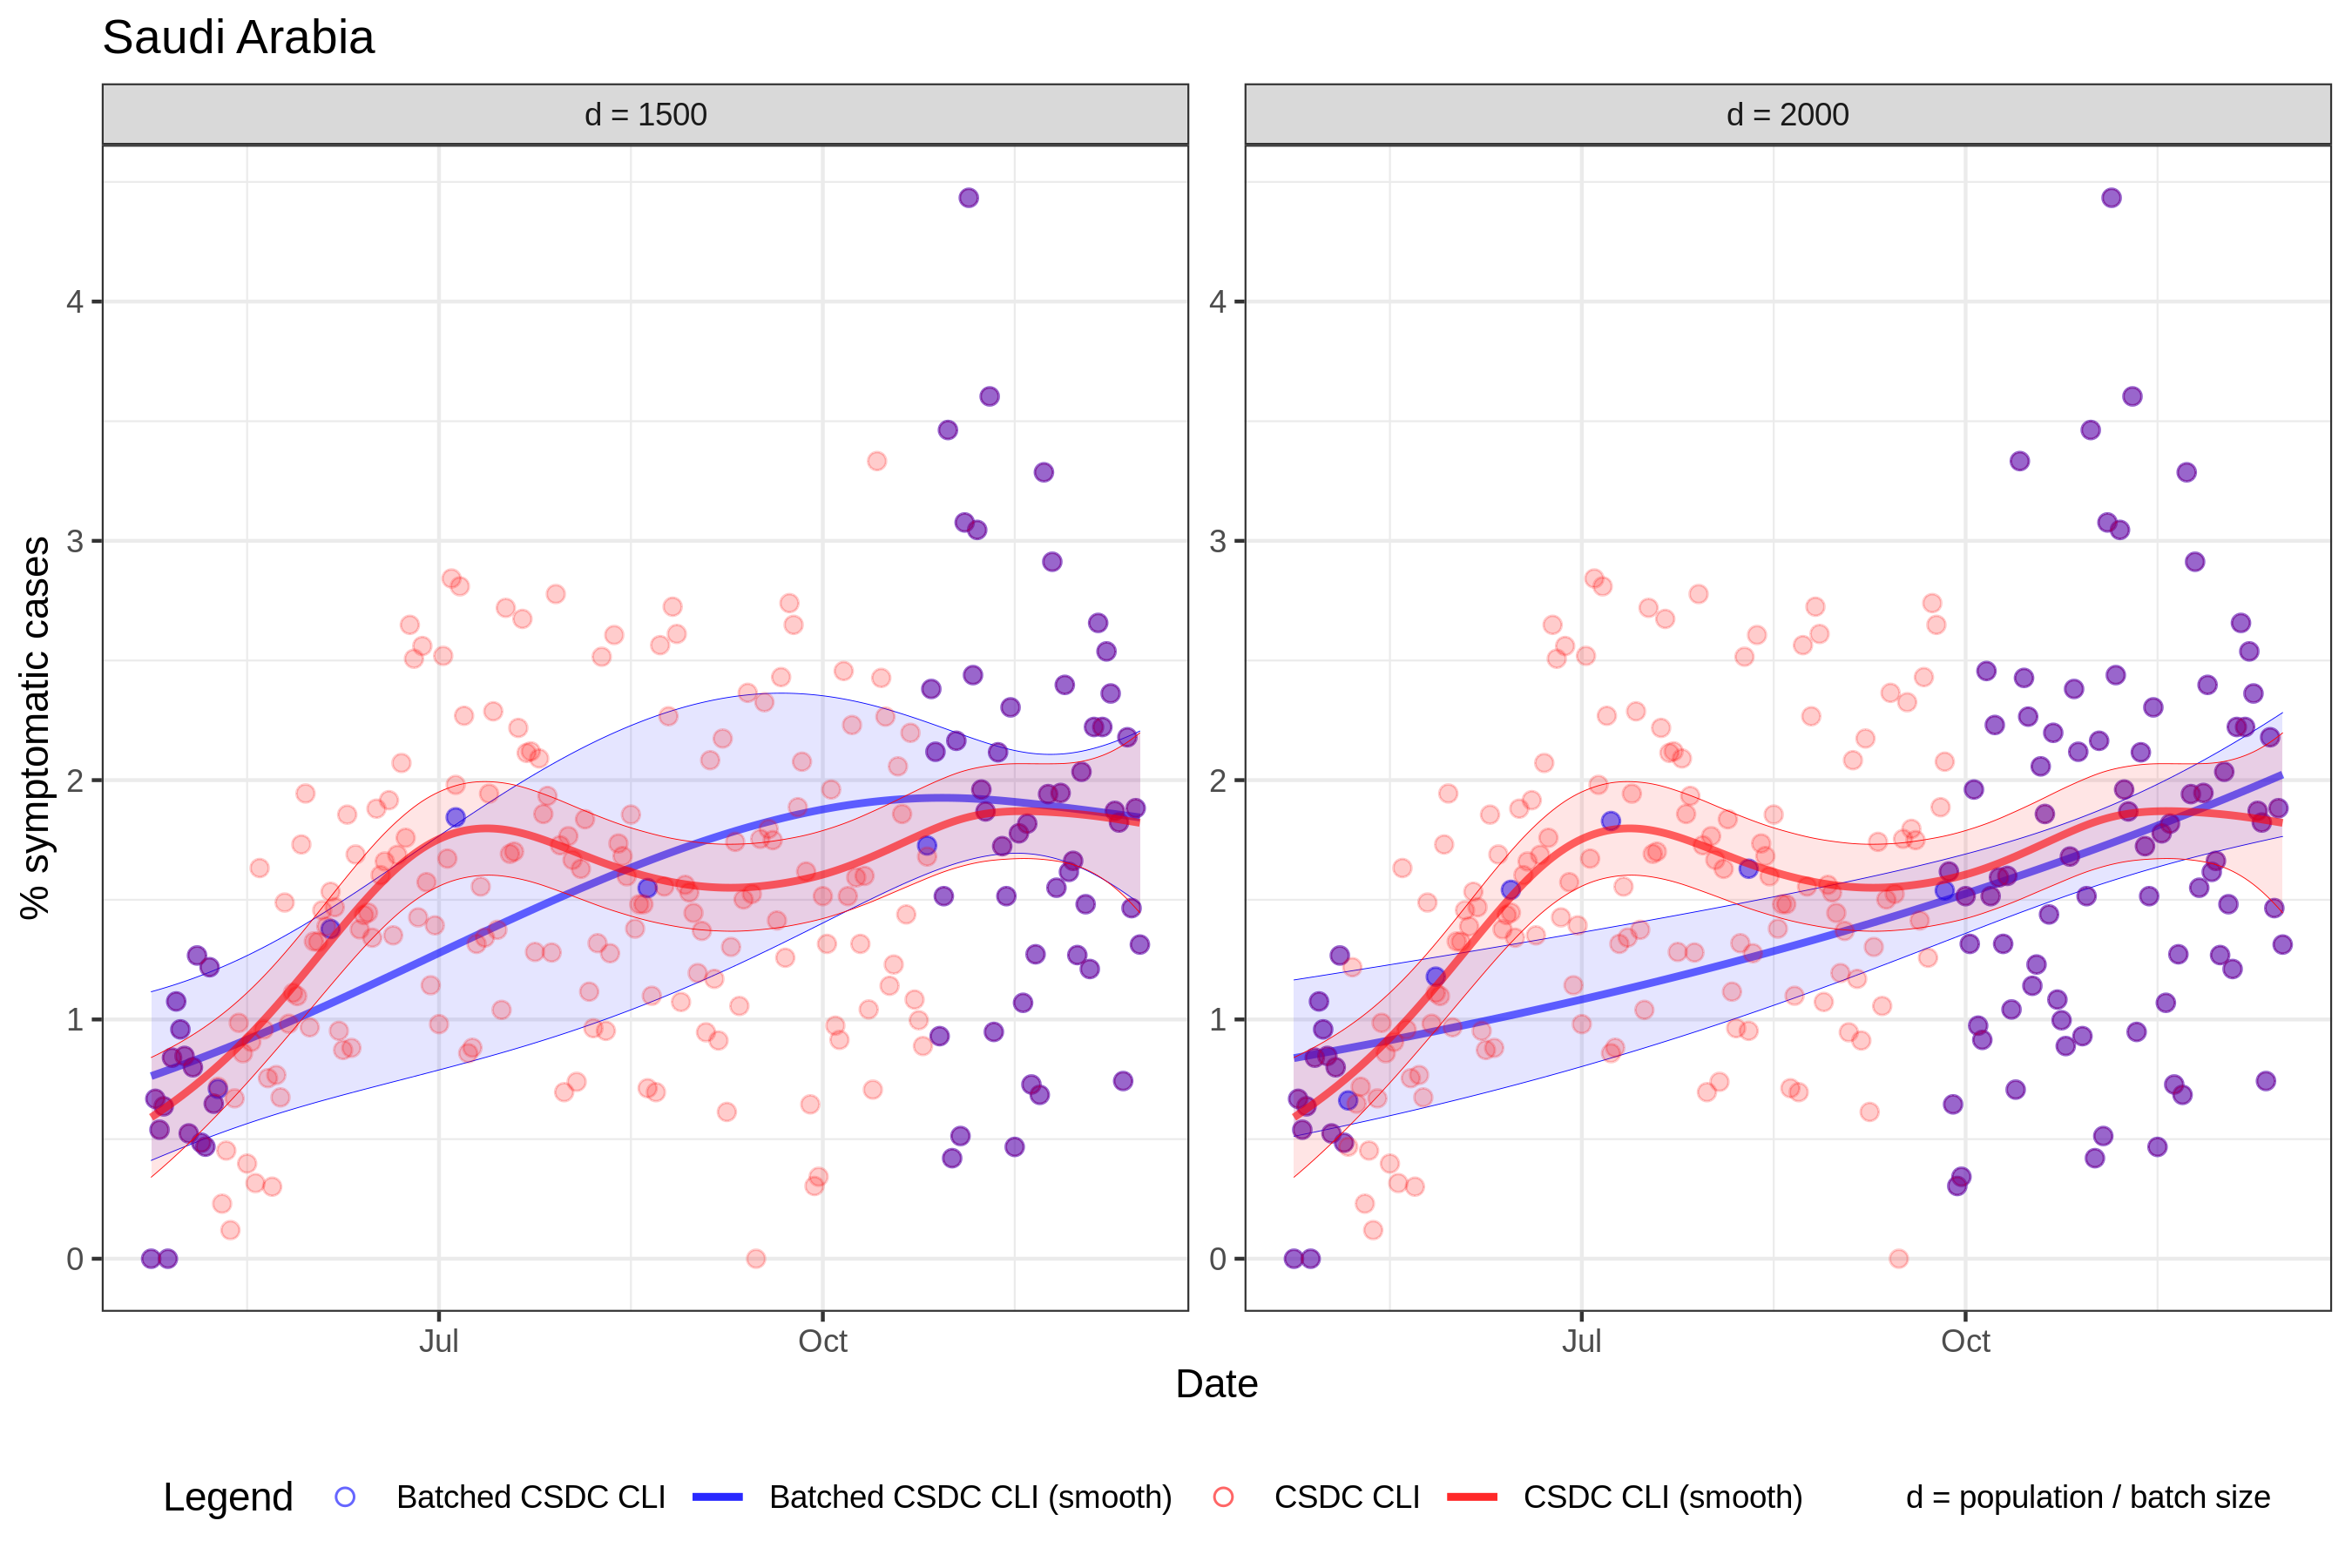 Saudi Arabia
d = 1500
d = 2000
% symptomatic cases
4
3
2
1
0
4
3
2
1
0
Jul
Oct
Jul
Oct
Date
Legend
Batched CSDC CLI
Batched CSDC CLI (smooth)
CSDC CLI
CSDC CLI (smooth)
d = population / batch size